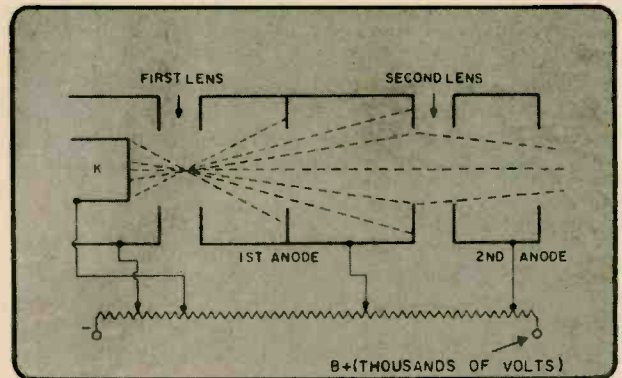 FIRST LENS
SECOND LENS
K
1ST ANODE
2ND ANODE
-
B+(THOUSANDS OF VOLTS)